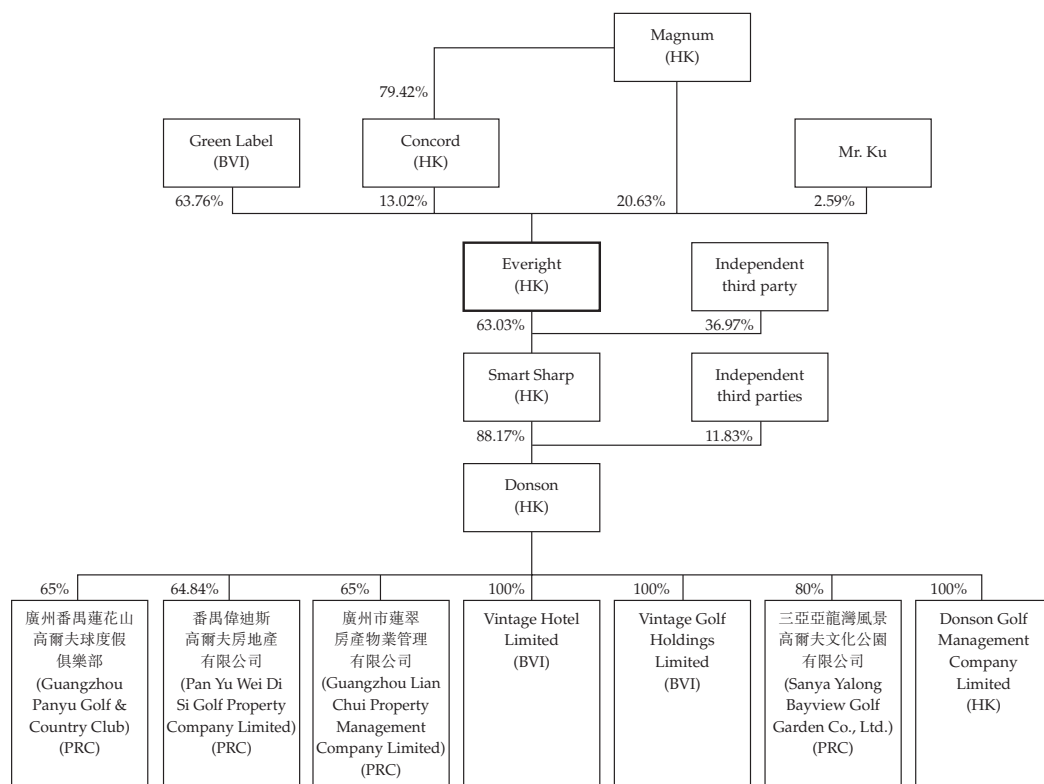 Magnum
(HK)
79.42%
Green Label
(BVI)
Concord
(HK)
Mr. Ku
63.76%
13.02%
20.63%
2.59%
Everight
(HK)
Independent
third party
63.03%
36.97%
Smart Sharp
(HK)
Independent
third parties
88.17%
11.83%
Donson
(HK)
65%
64.84%
65%
100%
100%
80%
100%
廣州番禺蓮花山
高爾夫球度假
俱樂部
(Guangzhou
Panyu Golf &
Country Club)
(PRC)
番禺偉迪斯
高爾夫房地產
有限公司
(Pan Yu Wei Di
Si Golf Property
Company Limited)
(PRC)
廣州市蓮翠
房產物業管理
有限公司
(Guangzhou Lian
Chui Property
Management
Company Limited)
(PRC)
Vintage Hotel
Limited
(BVI)
Vintage Golf
Holdings
Limited
(BVI)
三亞亞龍灣風景
高爾夫文化公園
有限公司
(Sanya Yalong
Bayview Golf
Garden Co., Ltd.)
(PRC)
Donson Golf
Management
Company
Limited
(HK)